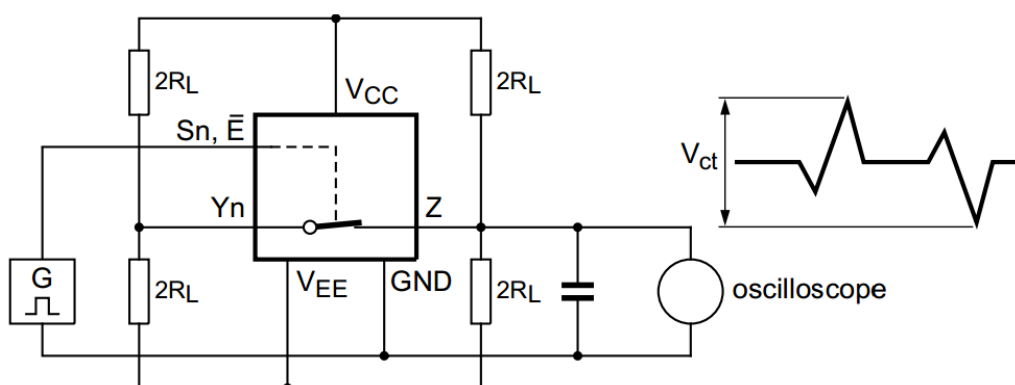 2RL
2RL
VCC
Sn, E̅
Vct
Yn
Z
G
2RL
VEE
GND
2RL
oscilloscope